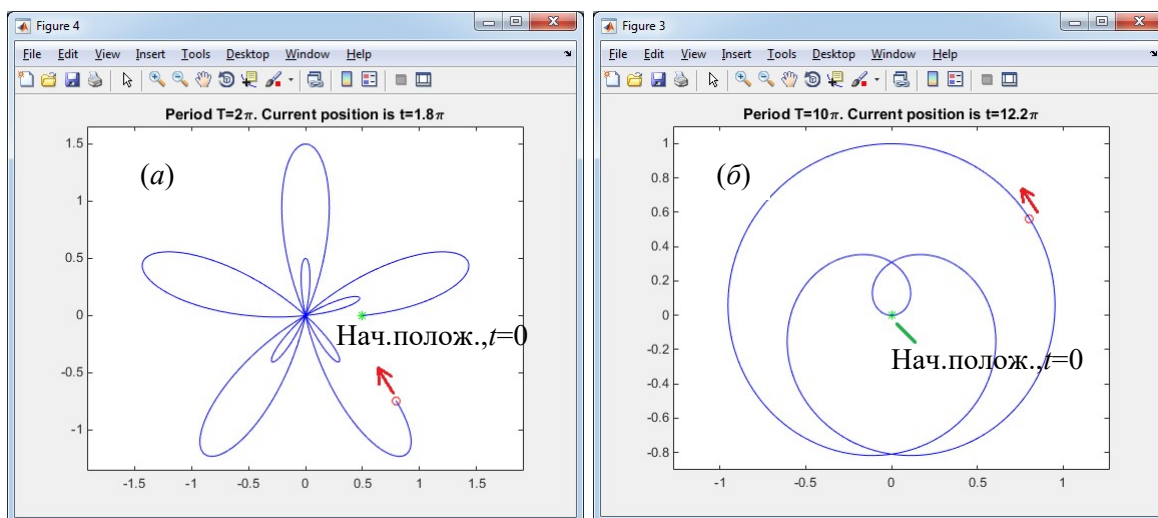 Figure 4
File Edit View Insert Tools Desktop Window Help
Period T=2π. Current position is t=1.8π
(а)
1.5
1
0.5
0
-0.5
-1
Нач.полож.,t=0
-1.5 -1 -0.5 0 0.5 1 1.5
Figure 3
File Edit View Insert Tools Desktop Window Help
Period T=10π. Current position is t=12.2π
(б)
1
0.8
0.6
0.4
0.2
0
-0.2
-0.4
-0.6
-0.8
Нач.полож.,t=0
-1 -0.5 0 0.5 1